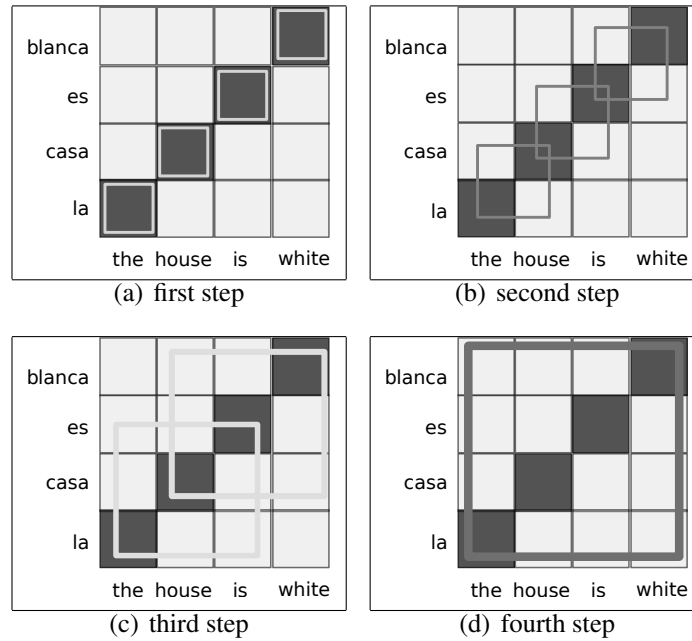 blanca
es
casa
la
the house is white
(a) first step
blanca
es
casa
la
the house is white
(b) second step
blanca
es
casa
la
the house is white
(c) third step
blanca
es
casa
la
the house is white
(d) fourth step